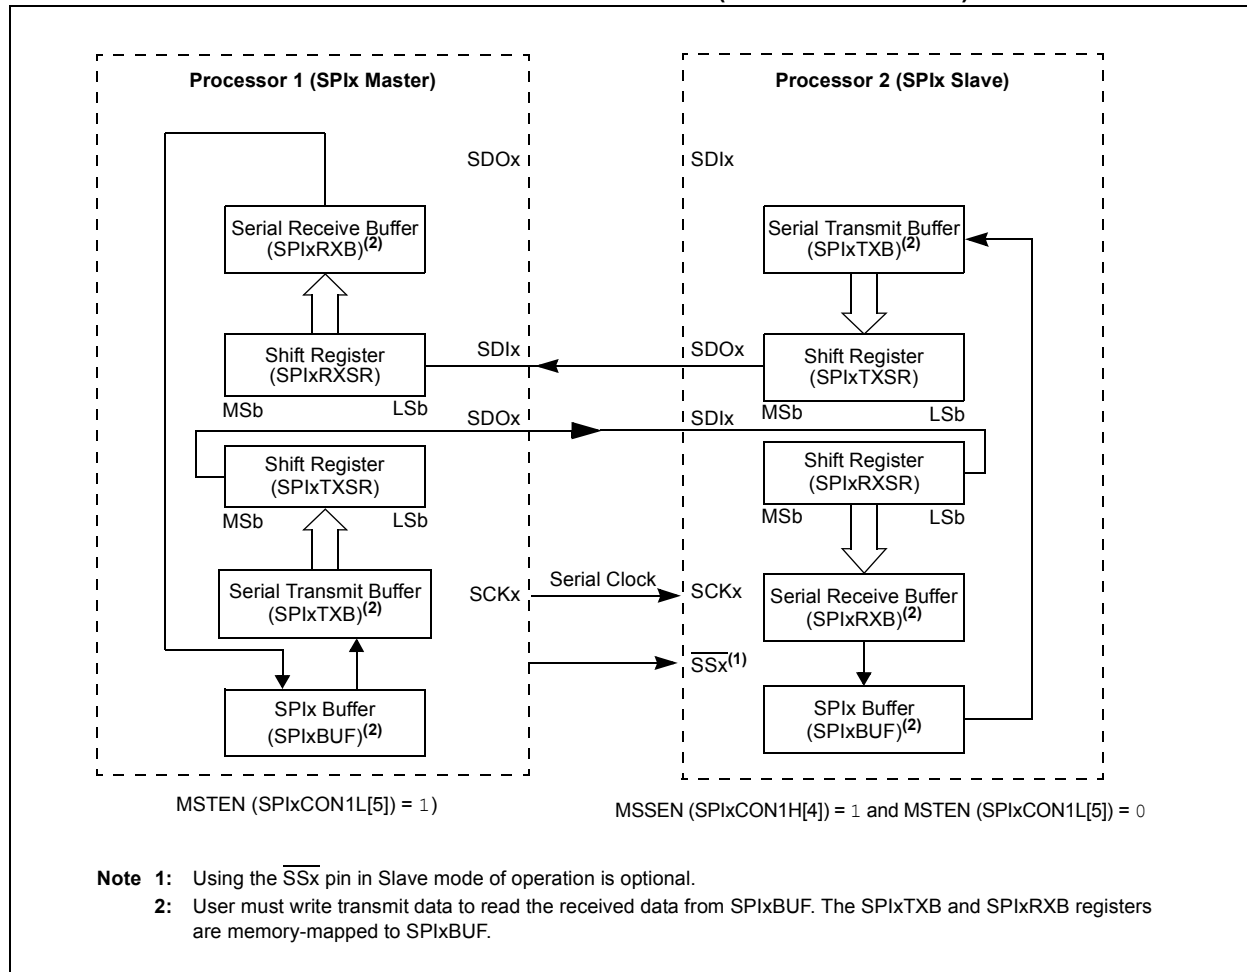 Processor 1 (SPIx Master)
Processor 2 (SPIx Slave)
SDOx
SDIx
Serial Receive Buffer
(SPIxRXB)(2)
Serial Transmit Buffer
(SPIxTXB)(2)
Shift Register
(SPIxRXSR)
SDIx
SDOx
Shift Register
(SPIxTXSR)
MSb
LSb
MSb
LSb
SDOx
SDIx
Shift Register
(SPIxTXSR)
Shift Register
(SPIxRXSR)
MSb
LSb
MSb
LSb
Serial Transmit Buffer
(SPIxTXB)(2)
SCKx
Serial Clock
SCKx
Serial Receive Buffer
(SPIxRXB)(2)
SSx(1)
SPIx Buffer
(SPIxBUF)(2)
SPIx Buffer
(SPIxBUF)(2)
MSTEN (SPIxCON1L[5]) = 1)
MSSEN (SPIxCON1H[4]) = 1 and MSTEN (SPIxCON1L[5]) = 0
Note 1: Using the SSx pin in Slave mode of operation is optional.
2: User must write transmit data to read the received data from SPIxBUF. The SPIxTXB and SPIxRXB registers
are memory-mapped to SPIxBUF.